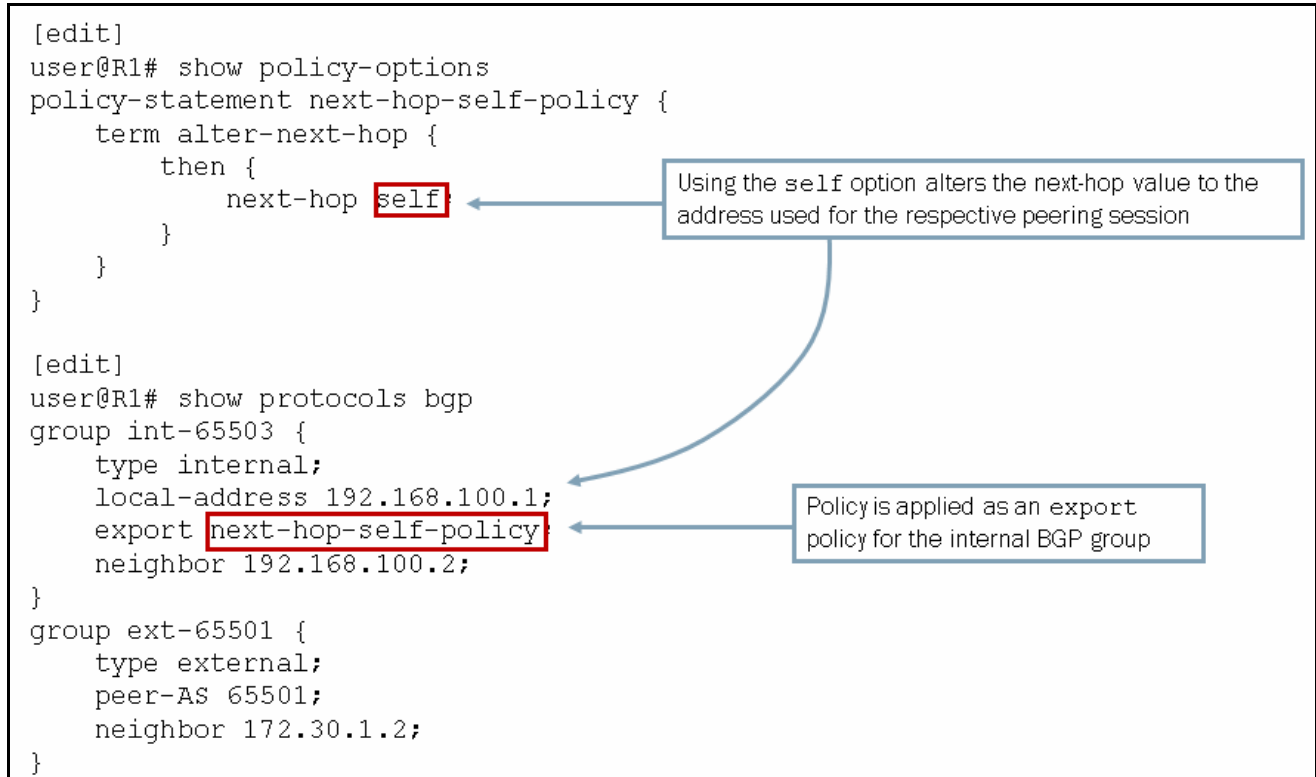 [edit]
user@R1# show policy-options
policy-statement next-hop-self-policy {
    term alter-next-hop {
        then {
            next-hop self;
        }
    }
}
Using the self option alters the next-hop value to the
address used for the respective peering session
[edit]
user@R1# show protocols bgp
group int-65503 {
    type internal;
    local-address 192.168.100.1;
    export next-hop-self-policy;
    neighbor 192.168.100.2;
}
Policy is applied as an export
policy for the internal BGP group
group ext-65501 {
    type external;
    peer-AS 65501;
    neighbor 172.30.1.2;
}